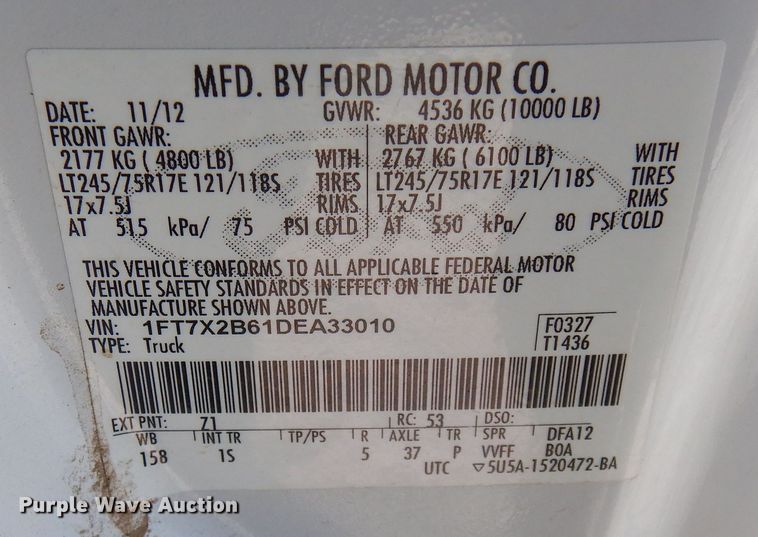 MFD. BY FORD MOTOR CO.
DATE: 11/12 GVWR: 4536 KG (10000 LB)
FRONT GAWR: REAR GAWR:
2177 KG ( 4800 LB) WITH 2767 KG ( 6100 LB) WITH
LT245/75R17E 121/118S TIRES LT245/75R17E 121/118S TIRES
17x7.5J RIMS 17x7.5J RIMS
AT 515 kPa/ 75 PSI COLD AT 550 kPa/ 80 PSI COLD
THIS VEHICLE CONFORMS TO ALL APPLICABLE FEDERAL MOTOR
VEHICLE SAFETY STANDARDS IN EFFECT ON THE DATE OF
MANUFACTURE SHOWN ABOVE.
VIN: 1FT7X2B61DEA33010 F0327
TYPE: Truck T1436
EXT PNT: Z1 RC: 53 DSO:
WB INT TR TP/PS R AXLE TR SPR DFA12
158 1S 5 37 P VVFF BOA
UTC ▽5U5A-1520472-BA
Purple Wave Auction